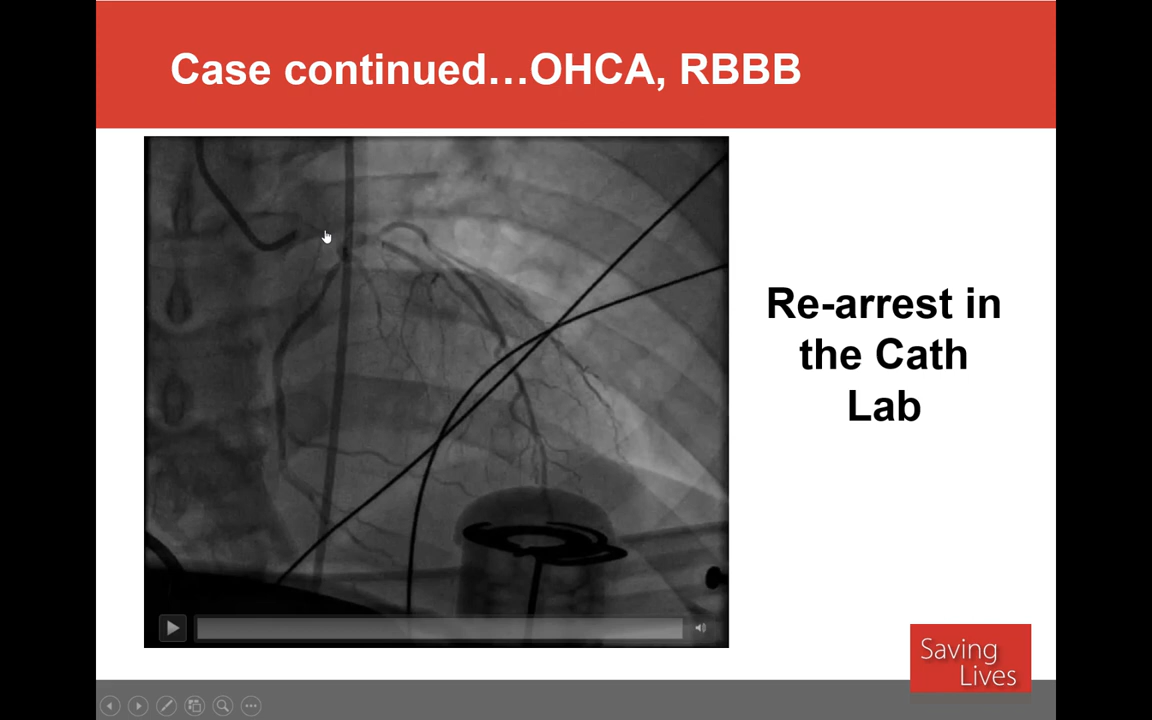 Case continued…OHCA, RBBB
Re-arrest in
the Cath
Lab
Saving
Lives